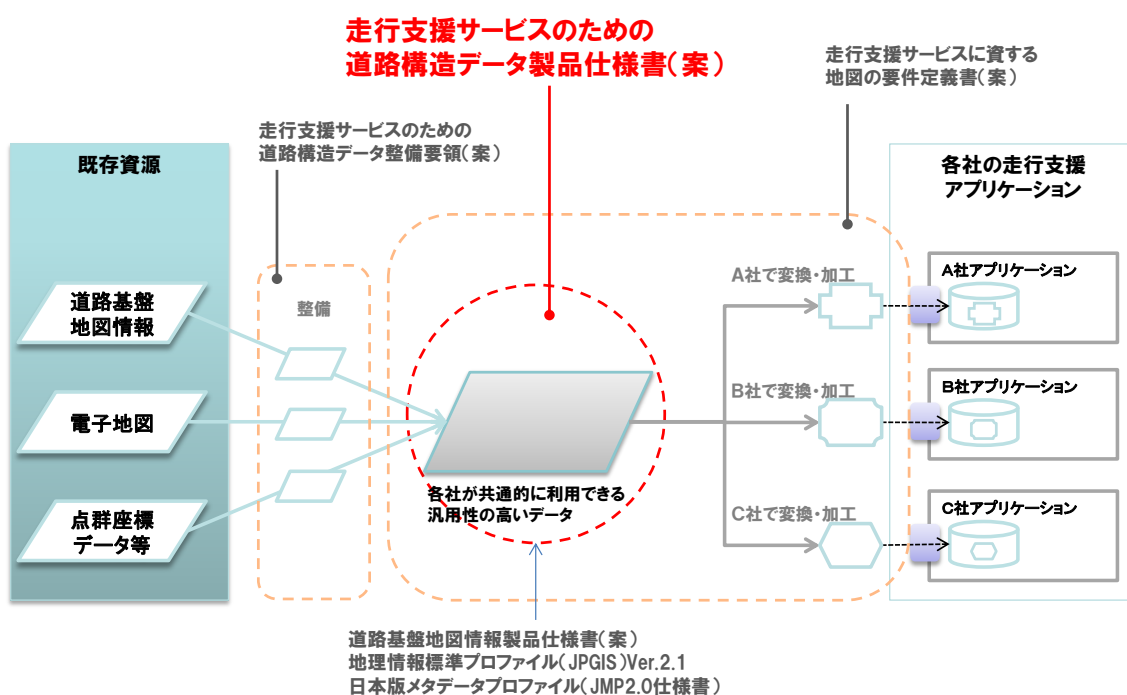 走行支援サービスのための
道路構造データ製品仕様書(案)
走行支援サービスに資する
地図の要件定義書(案)
走行支援サービスのための
道路構造データ整備要領(案)
既存資源
各社の走行支援
アプリケーション
道路基盤
地図情報
電子地図
点群座標
データ等
整備
各社が共通的に利用できる
汎用性の高いデータ
A社で変換・加工
B社で変換・加工
C社で変換・加工
A社アプリケーション
B社アプリケーション
C社アプリケーション
道路基盤地図情報製品仕様書(案)
地理情報標準プロファイル(JPGIS)Ver.2.1
日本版メタデータプロファイル(JMP2.0仕様書)